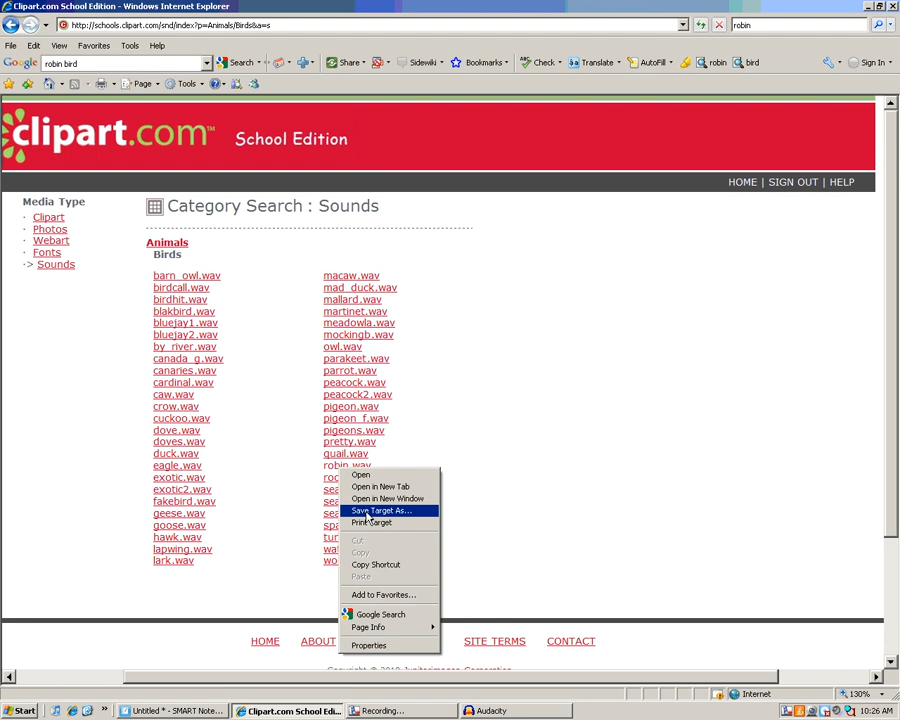 Clipart.com School Edition - Windows Internet Explorer
http://schools.clipart.com/snd/index?p=Animals/Birds&a=s
robin
File Edit View Favorites Tools Help
Google robin bird Search Share Sidewiki Bookmarks Check Translate AutoFill robin bird Sign In
Page Tools
clipart.com™ School Edition
HOME | SIGN OUT | HELP
Media Type
· Clipart
· Photos
· Webart
· Fonts
·> Sounds
Category Search : Sounds
Animals
Birds
barn_owl.wav
birdcall.wav
birdhit.wav
blakbird.wav
bluejay1.wav
bluejay2.wav
by_river.wav
canada_g.wav
canaries.wav
cardinal.wav
caw.wav
crow.wav
cuckoo.wav
dove.wav
doves.wav
duck.wav
eagle.wav
exotic.wav
exotic2.wav
fakebird.wav
geese.wav
goose.wav
hawk.wav
lapwing.wav
lark.wav
macaw.wav
mad_duck.wav
mallard.wav
martinet.wav
meadowla.wav
mockingb.wav
owl.wav
parakeet.wav
parrot.wav
peacock.wav
peacock2.wav
pigeon.wav
pigeon_f.wav
pigeons.wav
pretty.wav
quail.wav
robin.wav
Open
Open in New Tab
Open in New Window
Save Target As...
Print Target
Cut
Copy
Copy Shortcut
Paste
Add to Favorites...
Google Search
Page Info
Properties
HOME ABOUT SITE TERMS CONTACT
Copyright © 2010 Jupiterimages Corporation
Internet 130%
Start Untitled * - SMART Note... Clipart.com School Edi... Recording... Audacity 10:26 AM